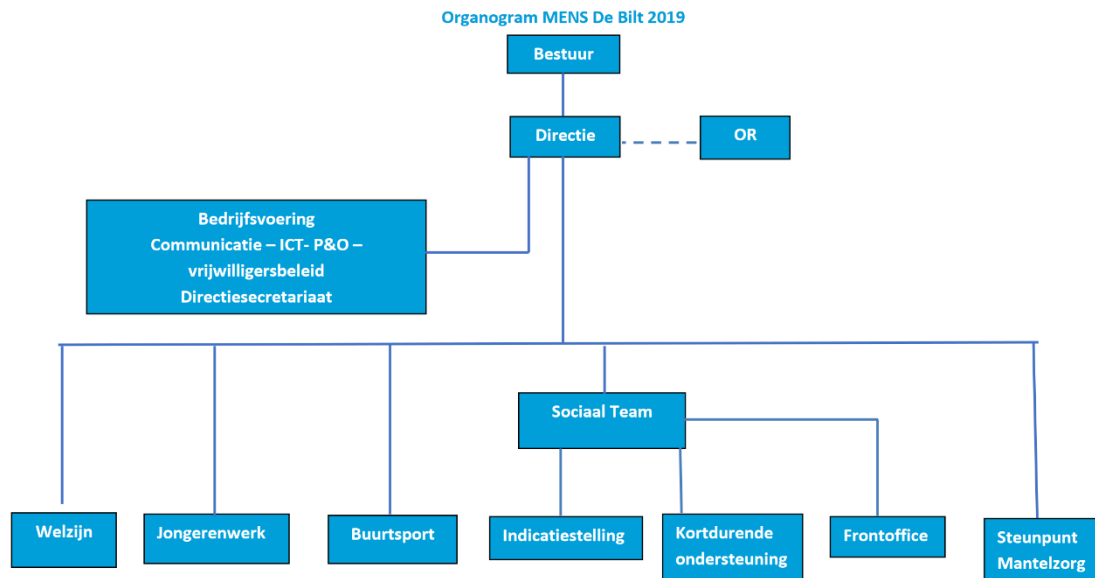 Organogram MENS De Bilt 2019
Bestuur
Directie
OR
Bedrijfsvoering
Communicatie – ICT- P&O –
vrijwilligersbeleid
Directiesecretariaat
Sociaal Team
Welzijn
Jongerenwerk
Buurtsport
Indicatiestelling
Kortdurende
ondersteuning
Frontoffice
Steunpunt
Mantelzorg